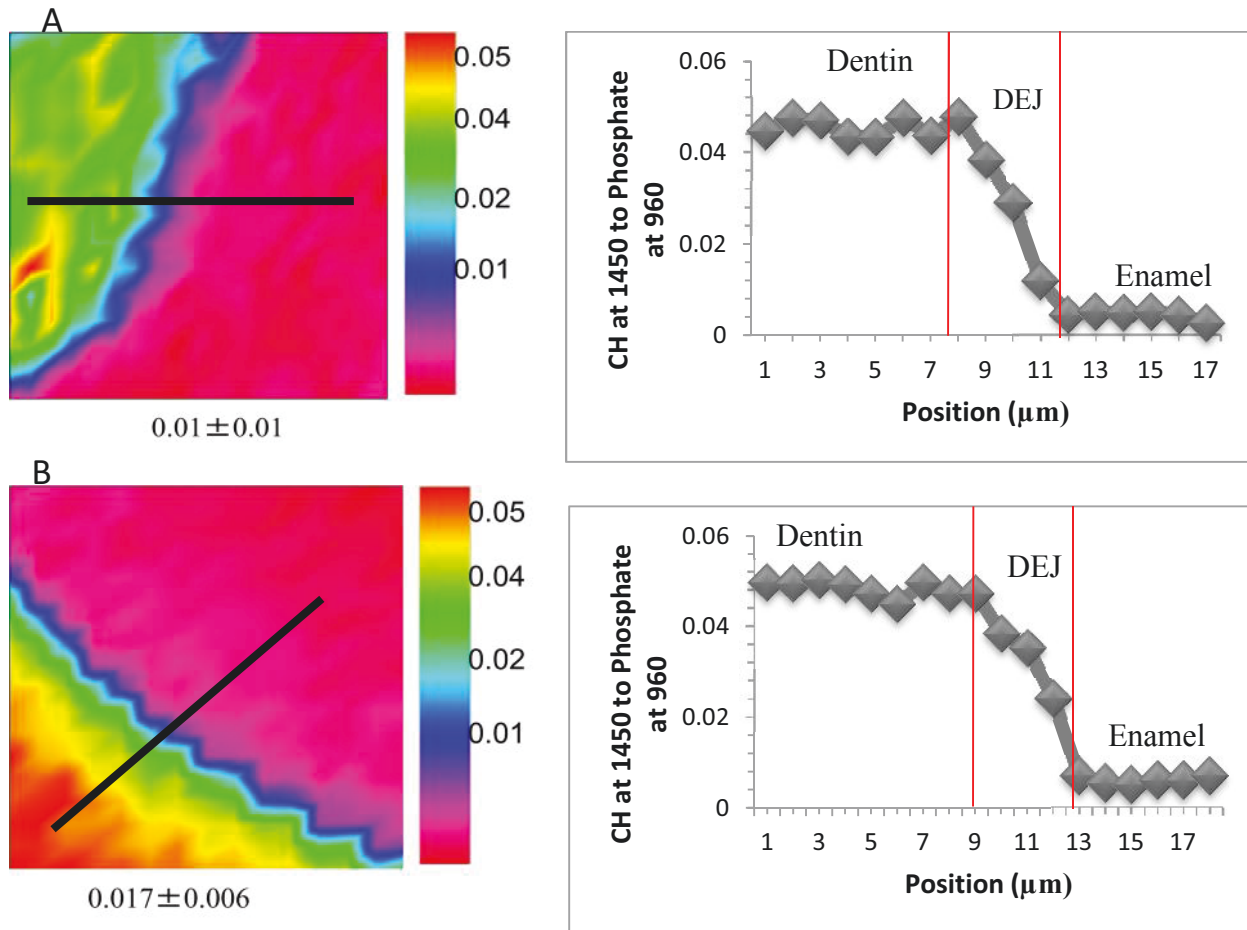 A
0.05
0.04
0.02
0.01
0.01±0.01
CH at 1450 to Phosphate
at 960
0.06
0.04
0.02
0
Dentin
DEJ
Enamel
1 3 5 7 9 11 13 15 17
Position (μm)
B
0.05
0.04
0.02
0.01
0.017±0.006
CH at 1450 to Phosphate
at 960
0.06
0.04
0.02
0
Dentin
DEJ
Enamel
1 3 5 7 9 11 13 15 17
Position (μm)